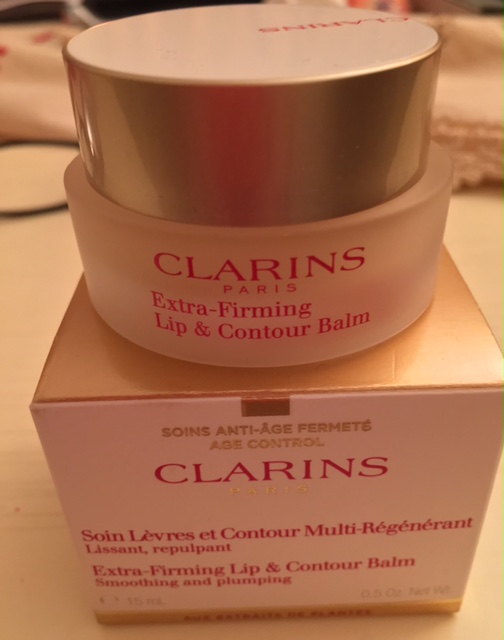 CLARINS
CLARINS
PARIS
Extra-Firming
Lip & Contour Balm
SOINS ANTI-ÂGE FERMETÉ
AGE CONTROL
CLARINS
PARIS
Soin Lèvres et Contour Multi-Régénérant
Lissant, repulpant
Extra-Firming Lip & Contour Balm
Smoothing and plumping
15 mL 0.5 Oz. Net Wt.
AUX EXTRAITS DE PLANTES